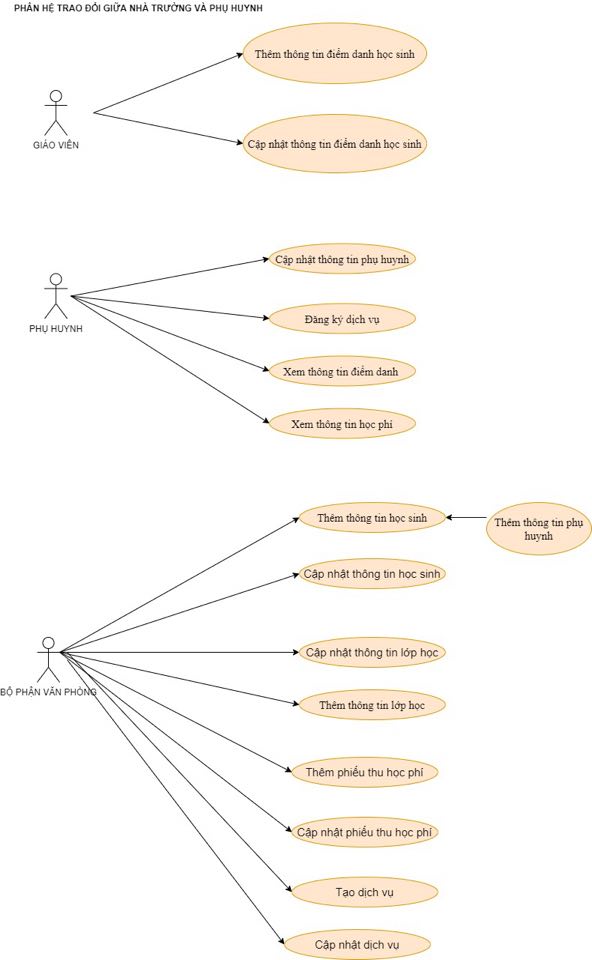 PHÂN HỆ TRAO ĐỔI GIỮA NHÀ TRƯỜNG VÀ PHỤ HUYNH
Thêm thông tin điểm danh học sinh
GIÁO VIÊN
Cập nhật thông tin điểm danh học sinh
Cập nhật thông tin phụ huynh
PHỤ HUYNH
Đăng ký dịch vụ
Xem thông tin điểm danh
Xem thông tin học phí
Thêm thông tin học sinh
Thêm thông tin phụ
huynh
Cập nhật thông tin học sinh
Cập nhật thông tin lớp học
BỘ PHẬN VĂN PHÒNG
Thêm thông tin lớp học
Thêm phiếu thu học phí
Cập nhật phiếu thu học phí
Tạo dịch vụ
Cập nhật dịch vụ